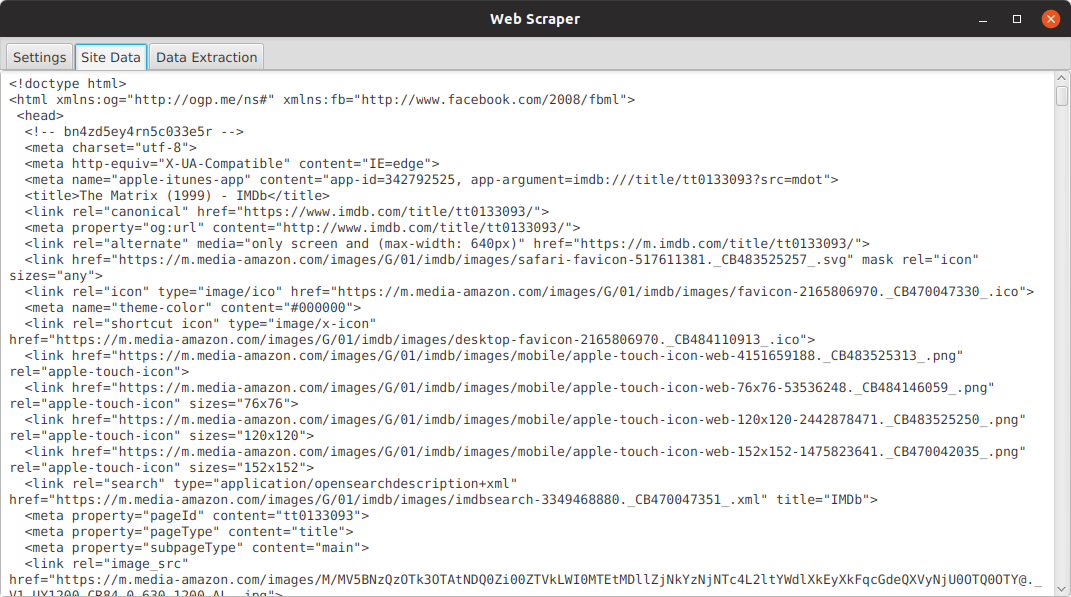 Web Scraper
Settings Site Data Data Extraction
<!doctype html>
<html xmlns:og="http://ogp.me/ns#" xmlns:fb="http://www.facebook.com/2008/fbml">
<head>
<!-- bn4zd5ey4rn5c033e5r -->
<meta charset="utf-8">
<meta http-equiv="X-UA-Compatible" content="IE=edge">
<meta name="apple-itunes-app" content="app-id=342792525, app-argument=imdb:///title/tt0133093?src=mdot">
<title>The Matrix (1999) - IMDb</title>
<link rel="canonical" href="https://www.imdb.com/title/tt0133093/">
<meta property="og:url" content="http://www.imdb.com/title/tt0133093/">
<link rel="alternate" media="only screen and (max-width: 640px)" href="https://m.imdb.com/title/tt0133093/">
<link href="https://m.media-amazon.com/images/G/01/imdb/images/safari-favicon-517611381._CB483525257_.svg" mask rel="icon"
sizes="any">
<link rel="icon" type="image/ico" href="https://m.media-amazon.com/images/G/01/imdb/images/favicon-2165806970._CB470047330_.ico">
<meta name="theme-color" content="#000000">
<link rel="shortcut icon" type="image/x-icon"
href="https://m.media-amazon.com/images/G/01/imdb/images/desktop-favicon-2165806970._CB484110913_.ico">
<link href="https://m.media-amazon.com/images/G/01/imdb/images/mobile/apple-touch-icon-web-4151659188._CB483525313_.png"
rel="apple-touch-icon">
<link href="https://m.media-amazon.com/images/G/01/imdb/images/mobile/apple-touch-icon-web-76x76-53536248._CB484146059_.png"
rel="apple-touch-icon" sizes="76x76">
<link href="https://m.media-amazon.com/images/G/01/imdb/images/mobile/apple-touch-icon-web-120x120-2442878471._CB483525250_.png"
rel="apple-touch-icon" sizes="120x120">
<link href="https://m.media-amazon.com/images/G/01/imdb/images/mobile/apple-touch-icon-web-152x152-1475823641._CB470042035_.png"
rel="apple-touch-icon" sizes="152x152">
<link rel="search" type="application/opensearchdescription+xml"
href="https://m.media-amazon.com/images/G/01/imdb/images/imdbsearch-3349468880._CB470047351_.xml" title="IMDb">
<meta property="pageId" content="tt0133093">
<meta property="pageType" content="title">
<meta property="subpageType" content="main">
<link rel="image_src"
href="https://m.media-amazon.com/images/M/MV5BNzQzOTk3OTAtNDQ0Zi00ZTVkLWI0MTEtMDllZjNkYzNjNTc4L2ltYWdlXkEyXkFqcGdeQXVyNjU0OTQ0OTY@._